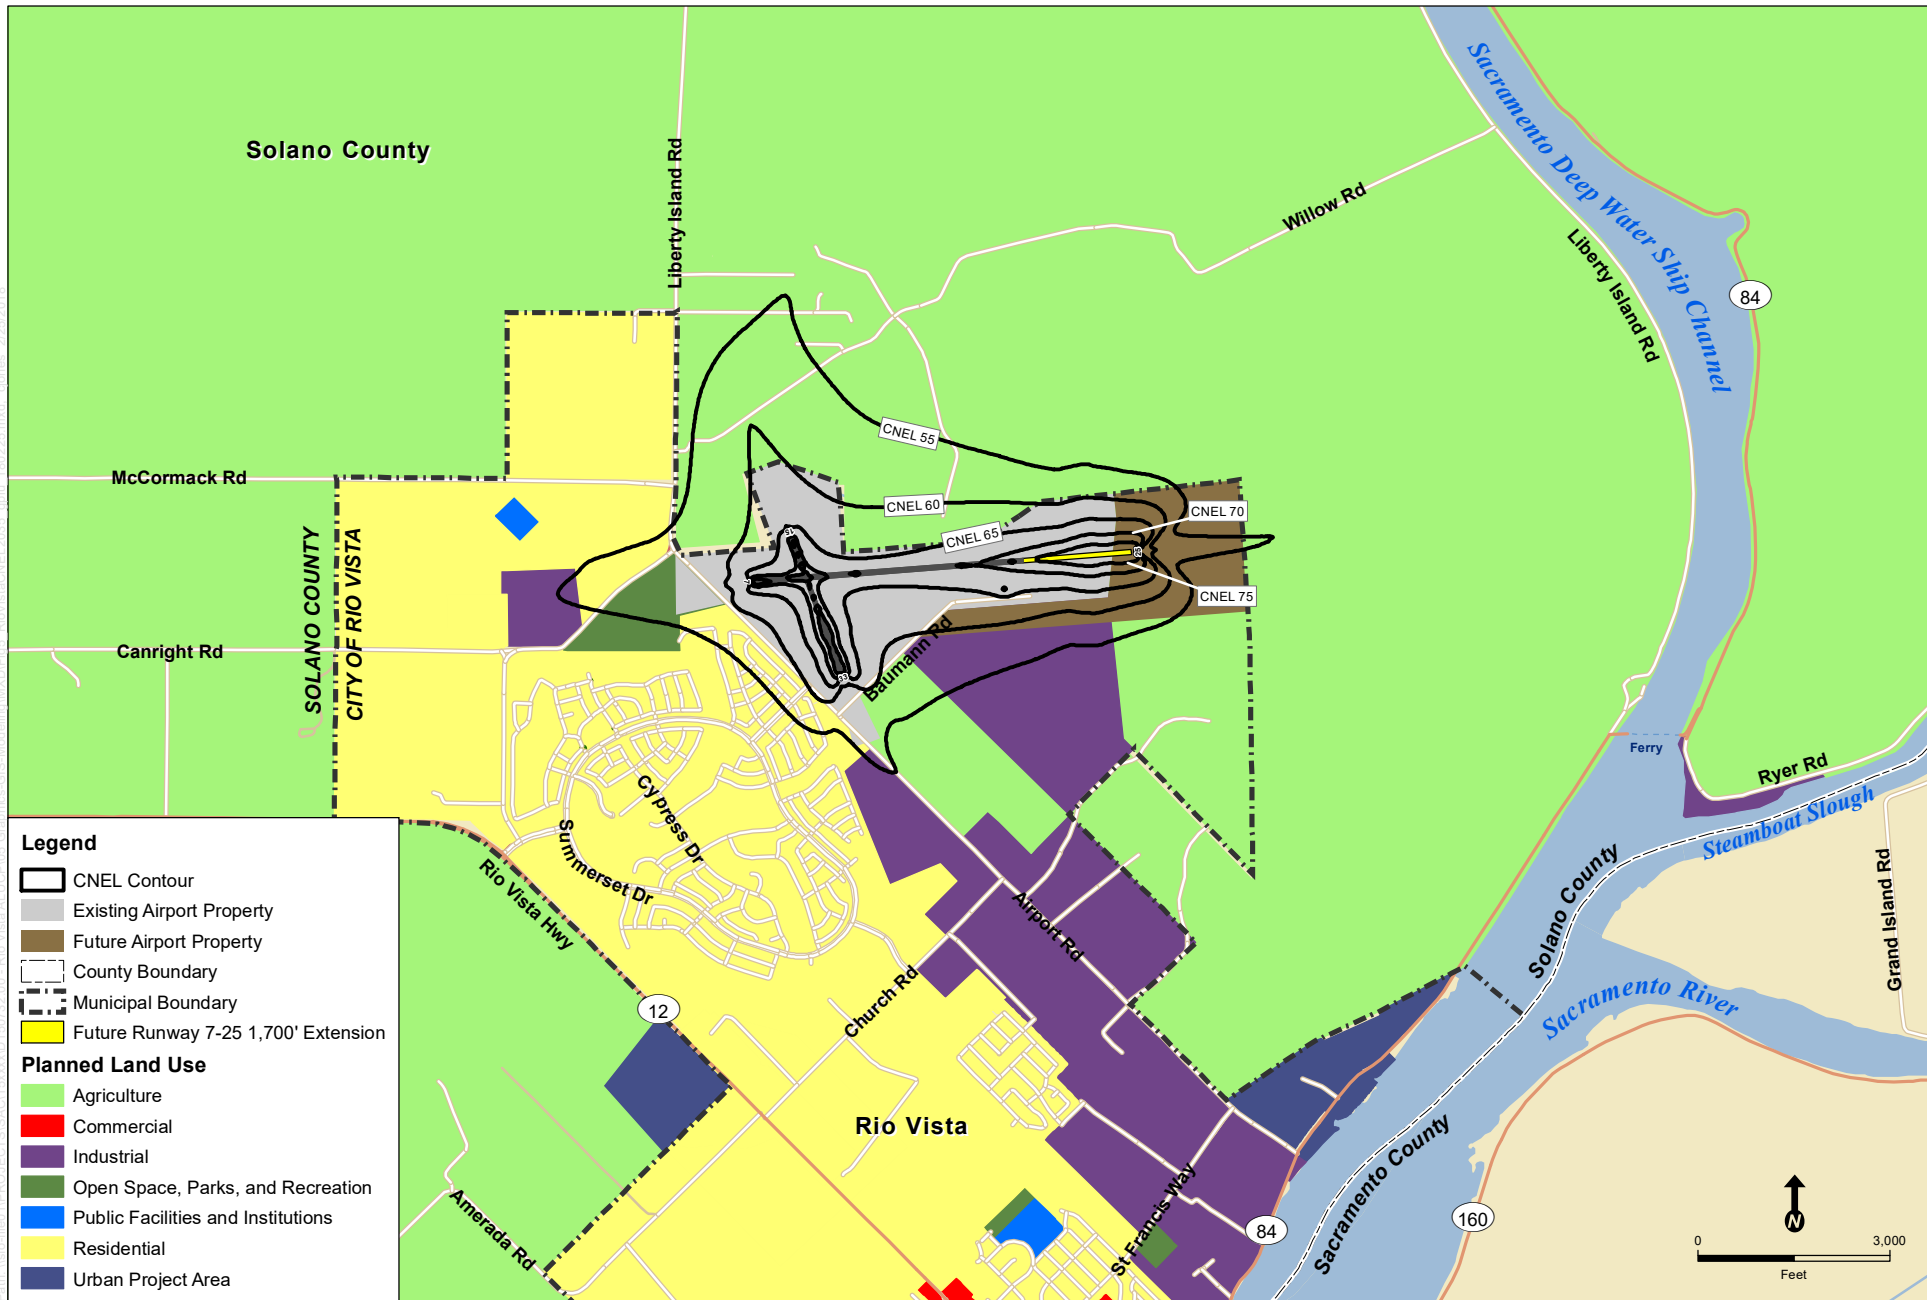 Solano County
Liberty Island Rd
Willow Rd
Sacramento Deep Water Ship Channel
Liberty Island Rd
84
McCormack Rd
CNEL 55
CNEL 60
CNEL 65
CNEL 70
CNEL 75
15
7
25
33
SOLANO COUNTY
CITY OF RIO VISTA
Canright Rd
Baumann Rd
Ferry
Ryer Rd
Steamboat Slough
Cypress Dr
Summerset Dr
Rio Vista Hwy
Airport Rd
Church Rd
12
Solano County
Sacramento County
Sacramento River
Grand Island Rd
Rio Vista
Amerada Rd
St Francis Way
84
160
N
0
3,000
Feet
Legend
CNEL Contour
Existing Airport Property
Future Airport Property
County Boundary
Municipal Boundary
Future Runway 7-25 1,700' Extension
Planned Land Use
Agriculture
Commercial
Industrial
Open Space, Parks, and Recreation
Public Facilities and Institutions
Residential
Urban Project Area